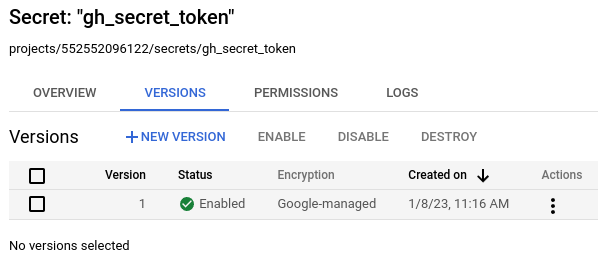 Secret: "gh_secret_token"
projects/552552096122/secrets/gh_secret_token
OVERVIEW VERSIONS PERMISSIONS LOGS
Versions + NEW VERSION ENABLE DISABLE DESTROY
Version Status Encryption Created on Actions
1 Enabled Google-managed 1/8/23, 11:16 AM
No versions selected